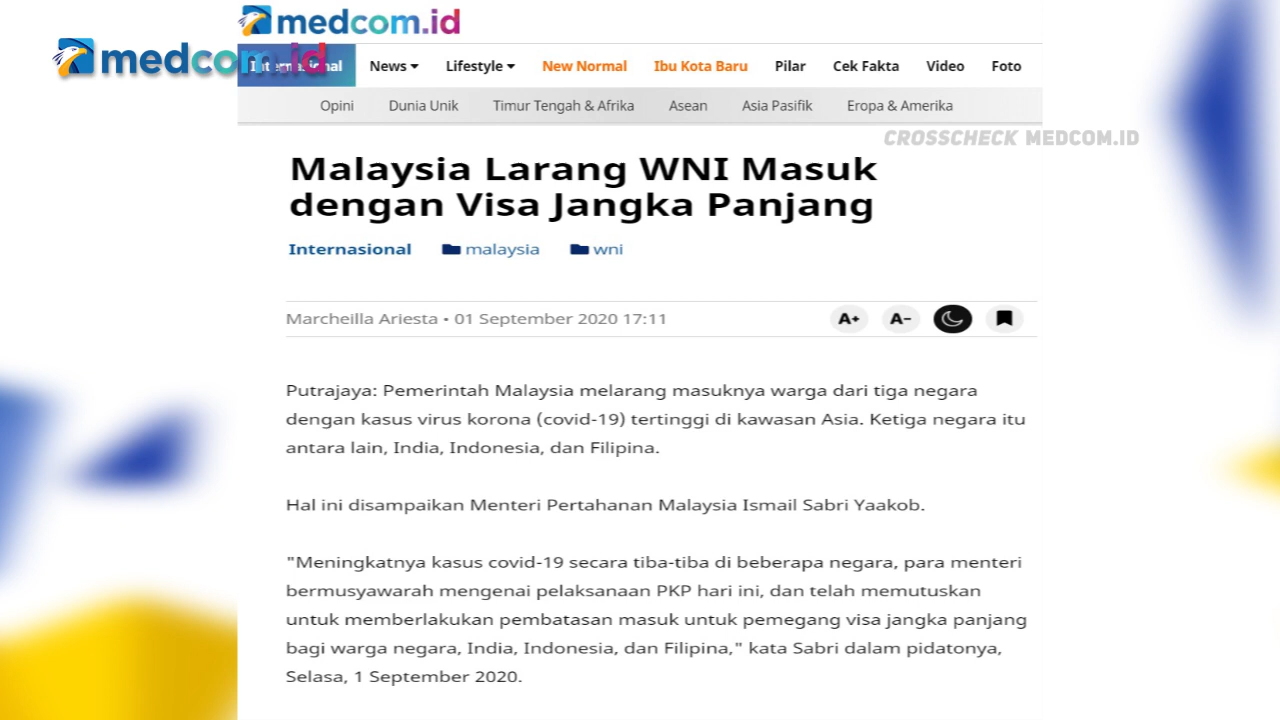 medcom.id
medcom.id
Internasional News Lifestyle New Normal Ibu Kota Baru Pilar Cek Fakta Video Foto
Opini Dunia Unik Timur Tengah & Afrika Asean Asia Pasifik Eropa & Amerika
CROSSCHECK MEDCOM.ID
Malaysia Larang WNI Masuk
dengan Visa Jangka Panjang
Internasional malaysia wni
Marcheilla Ariesta • 01 September 2020 17:11 A+ A-
Putrajaya: Pemerintah Malaysia melarang masuknya warga dari tiga negara
dengan kasus virus korona (covid-19) tertinggi di kawasan Asia. Ketiga negara itu
antara lain, India, Indonesia, dan Filipina.
Hal ini disampaikan Menteri Pertahanan Malaysia Ismail Sabri Yaakob.
"Meningkatnya kasus covid-19 secara tiba-tiba di beberapa negara, para menteri
bermusyawarah mengenai pelaksanaan PKP hari ini, dan telah memutuskan
untuk memberlakukan pembatasan masuk untuk pemegang visa jangka panjang
bagi warga negara, India, Indonesia, dan Filipina," kata Sabri dalam pidatonya,
Selasa, 1 September 2020.